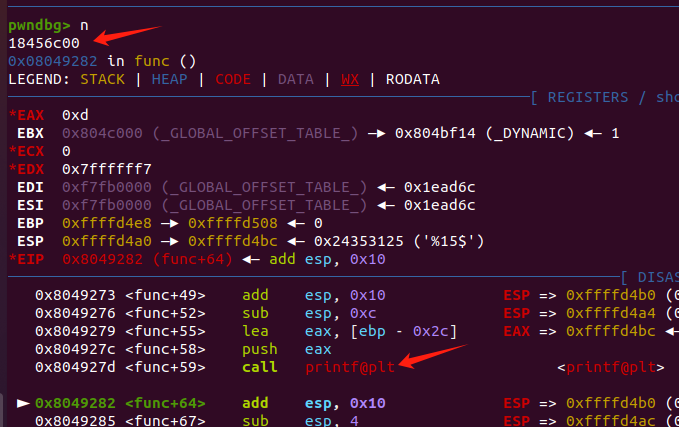 pwndbg> n
18456c00
0x08049282 in func ()
LEGEND: STACK | HEAP | CODE | DATA | WX | RODATA
[ REGISTERS / sho
*EAX 0xd
EBX 0x804c000 (_GLOBAL_OFFSET_TABLE_) —▸ 0x804bf14 (_DYNAMIC) ◂— 1
*ECX 0
*EDX 0x7ffffff7
EDI 0xf7fb0000 (_GLOBAL_OFFSET_TABLE_) ◂— 0x1ead6c
ESI 0xf7fb0000 (_GLOBAL_OFFSET_TABLE_) ◂— 0x1ead6c
EBP 0xffffd4e8 —▸ 0xffffd508 ◂— 0
ESP 0xffffd4a0 —▸ 0xffffd4bc ◂— 0x24353125 ('%15$')
*EIP 0x8049282 (func+64) ◂— add esp, 0x10
[ DISAS
0x8049273 <func+49> add esp, 0x10 ESP => 0xffffd4b0 (0
0x8049276 <func+52> sub esp, 0xc ESP => 0xffffd4a4 (0
0x8049279 <func+55> lea eax, [ebp - 0x2c] EAX => 0xffffd4bc ◂—
0x804927c <func+58> push eax
0x804927d <func+59> call printf@plt <printf@plt>
► 0x8049282 <func+64> add esp, 0x10 ESP => 0xffffd4b0 (0
0x8049285 <func+67> sub esp, 4 ESP => 0xffffd4ac (0